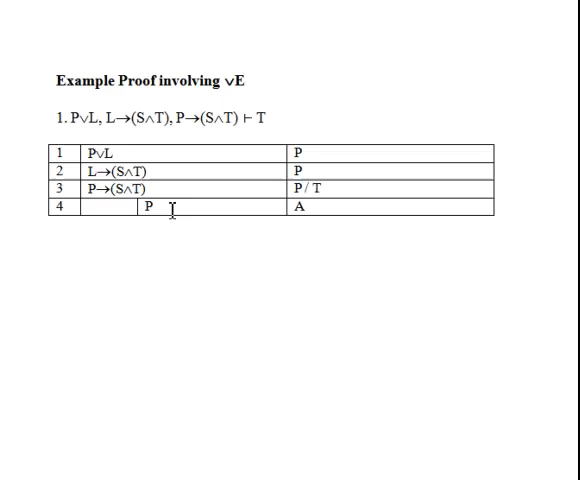 Example Proof involving ∨E
1. P∨L, L→(S∧T), P→(S∧T) ⊢ T
1 P∨L P
2 L→(S∧T) P
3 P→(S∧T) P / T
4 P A